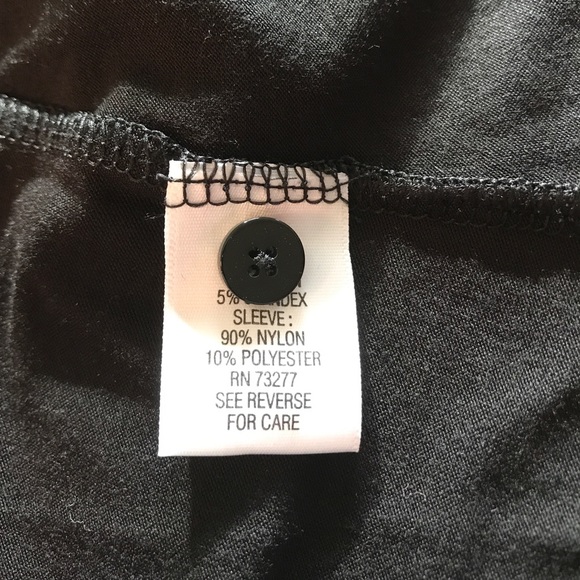 5%
SLEEVE:
90% NYLON
10% POLYESTER
RN 73277
SEE REVERSE
FOR CARE